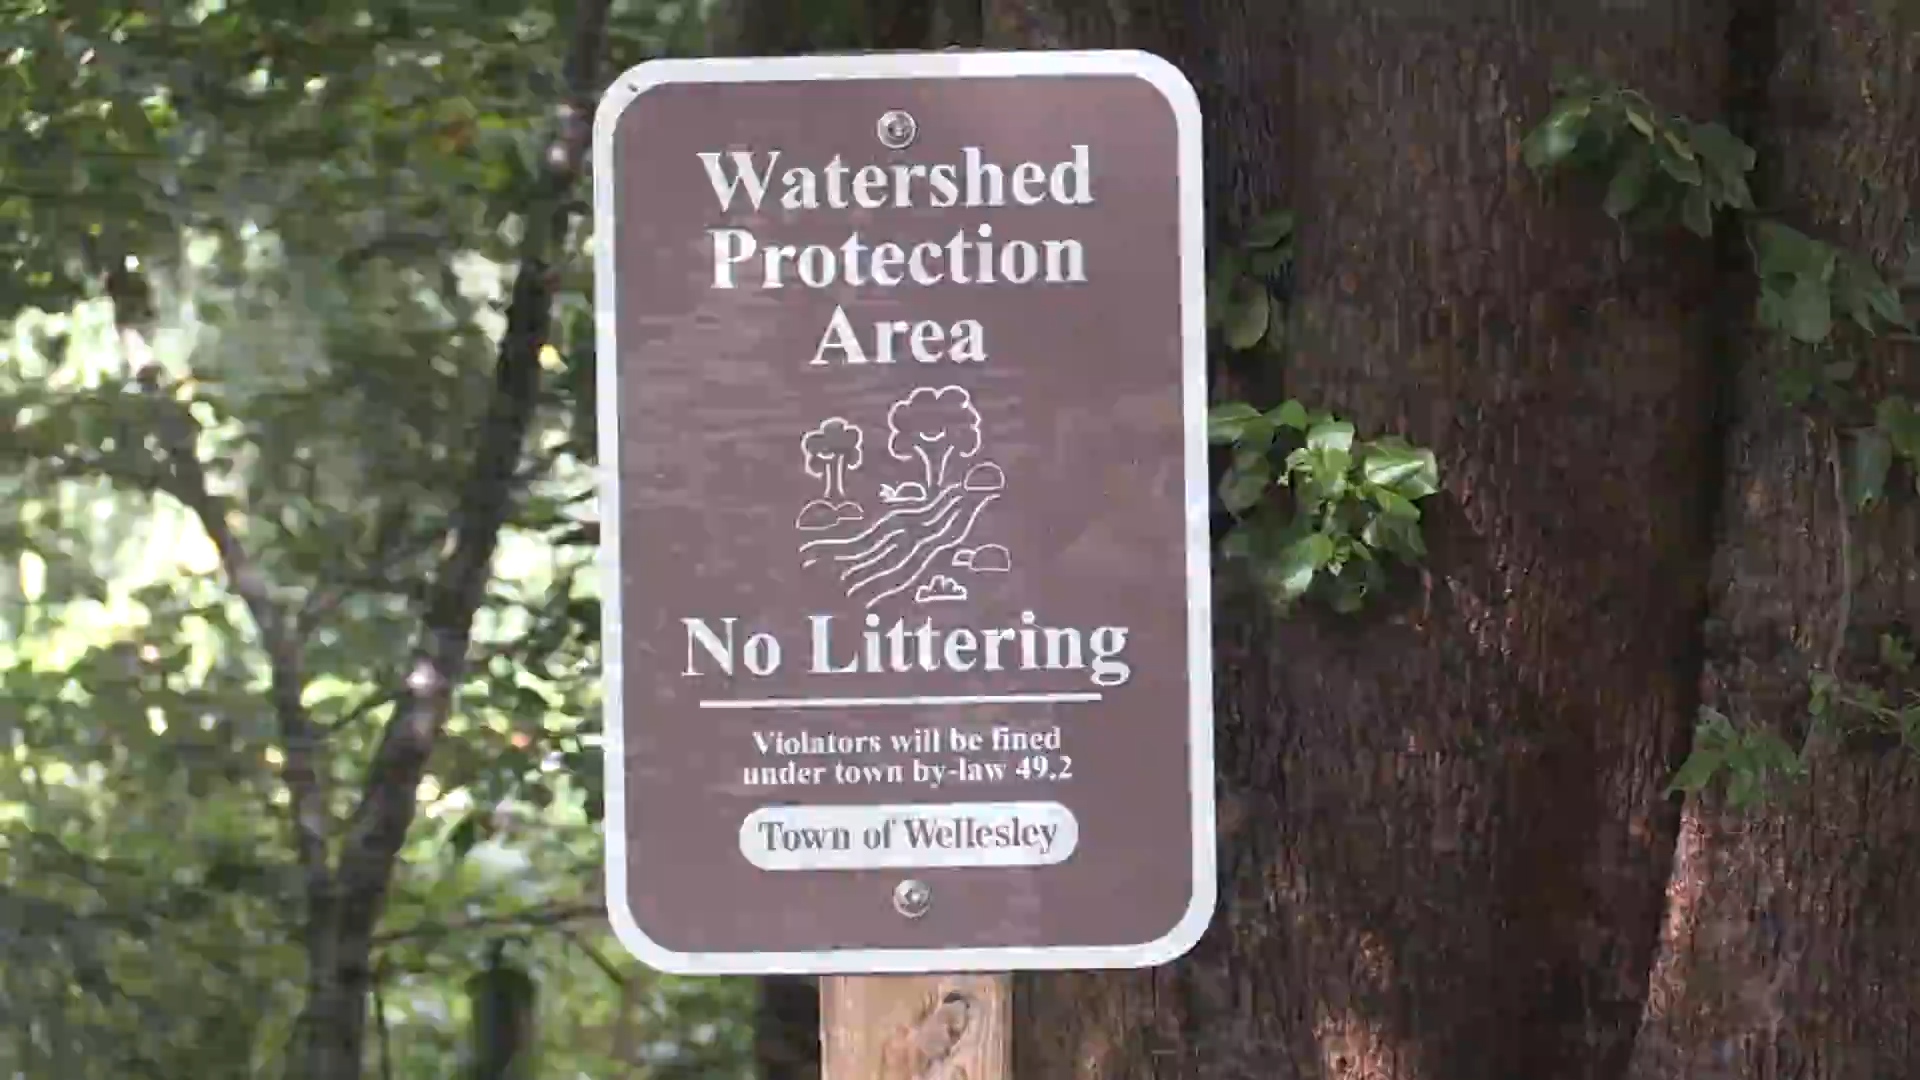 Watershed
Protection
Area
No Littering
Violators will be fined
under town by-law 49.2
Town of Wellesley